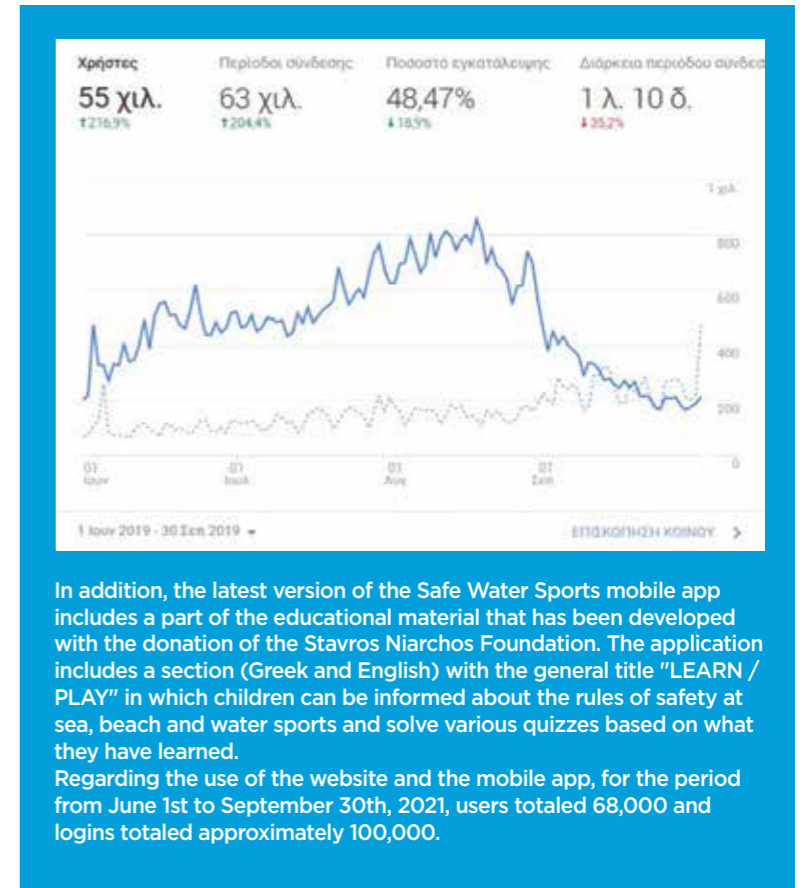 Χρήστες
Περίοδοι σύνδεσης
Ποσοστό εγκατάλειψης
Διάρκεια περιόδου σύνδεσ
55 χιλ.
63 χιλ.
48,47%
1 λ. 10 δ.
↑216,9%
↑204,4%
↓18,9%
↓35,2%
1 χιλ.
800
600
400
200
0
03
Ιουν
01
Ιουλ
01
Αυγ
01
Σεπ
1 Ιουν 2019 - 30 Σεπ 2019
ΕΠΙΣΚΟΠΗΣΗ ΚΟΙΝΟΥ
In addition, the latest version of the Safe Water Sports mobile app
includes a part of the educational material that has been developed
with the donation of the Stavros Niarchos Foundation. The application
includes a section (Greek and English) with the general title "LEARN /
PLAY" in which children can be informed about the rules of safety at
sea, beach and water sports and solve various quizzes based on what
they have learned.
Regarding the use of the website and the mobile app, for the period
from June 1st to September 30th, 2021, users totaled 68,000 and
logins totaled approximately 100,000.